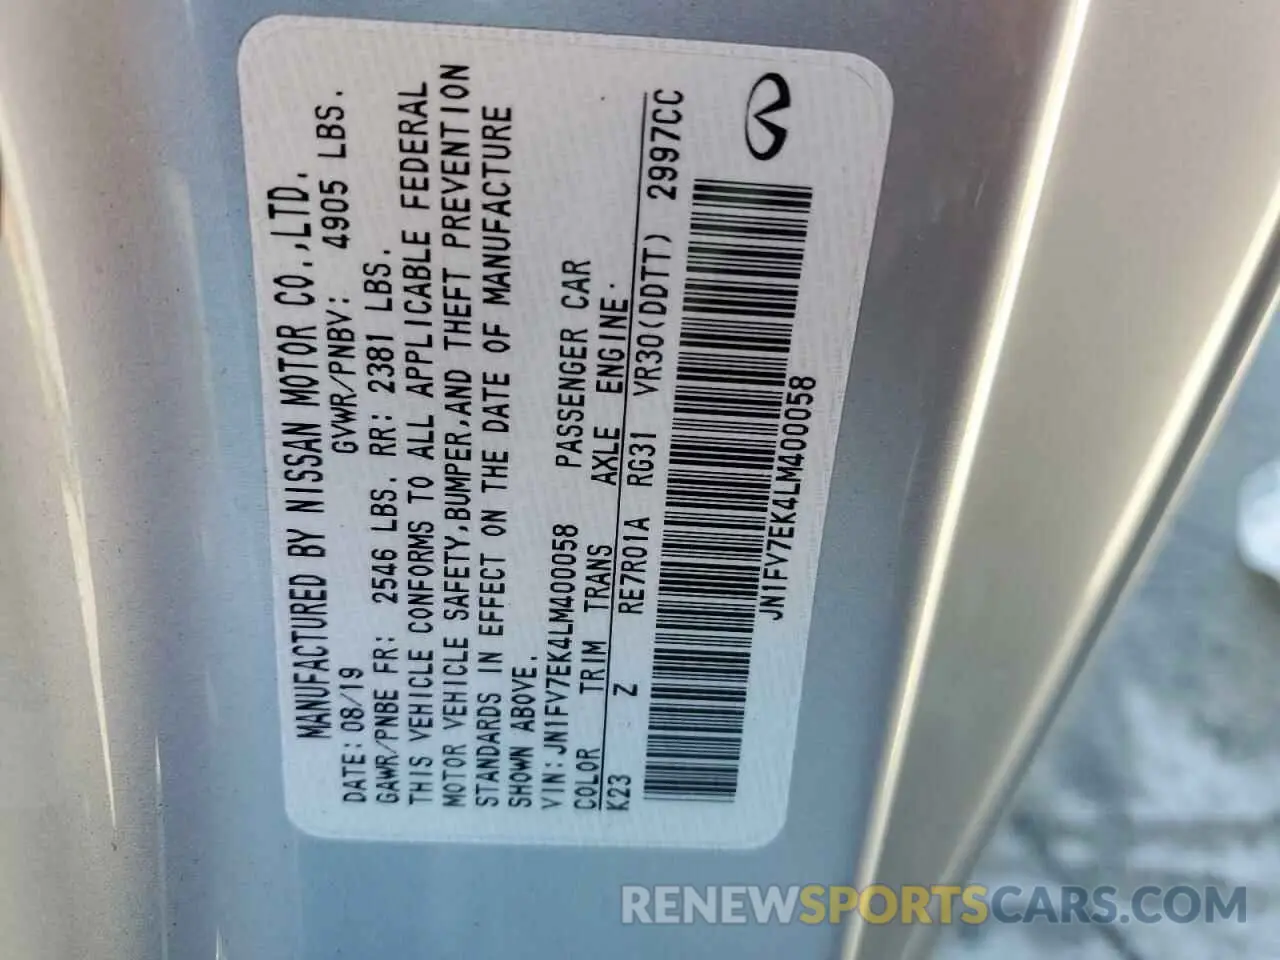 MANUFACTURED BY NISSAN MOTOR CO.,LTD.
DATE:08/19 GVWR/PNBV: 4905 LBS.
GAWR/PNBE FR: 2546 LBS. RR: 2381 LBS.
THIS VEHICLE CONFORMS TO ALL APPLICABLE FEDERAL
MOTOR VEHICLE SAFETY,BUMPER,AND THEFT PREVENTION
STANDARDS IN EFFECT ON THE DATE OF MANUFACTURE
SHOWN ABOVE.
VIN:JN1FV7EK4LM400058 PASSENGER CAR
COLOR TRIM TRANS AXLE ENGINE.
K23 Z RE7R01A RG31 VR30(DDTT) 2997CC
JN1FV7EK4LM400058
RENEWSPORTSCARS.COM